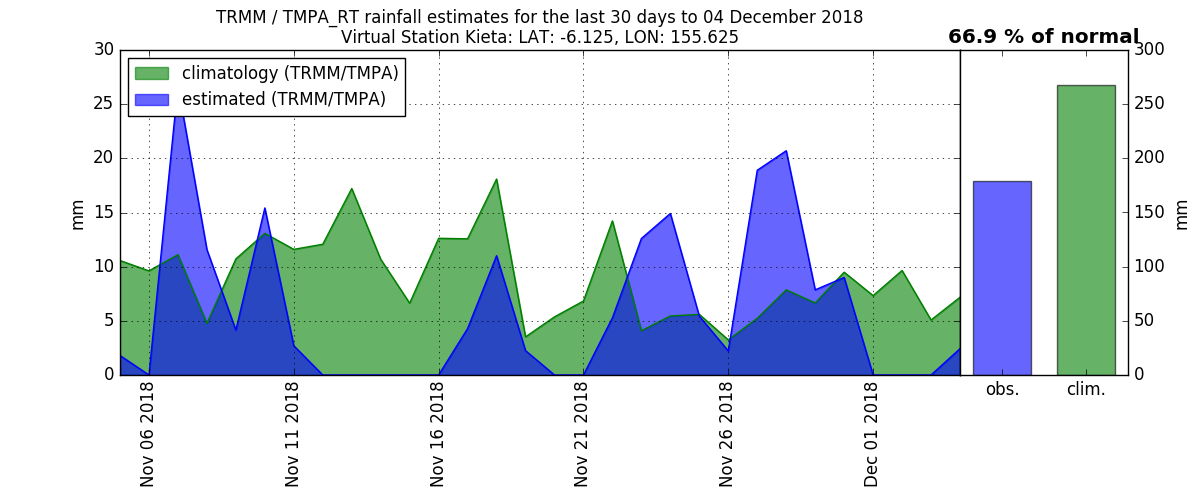 TRMM / TMPA_RT rainfall estimates for the last 30 days to 04 December 2018
Virtual Station Kieta: LAT: -6.125, LON: 155.625
66.9 % of normal
climatology (TRMM/TMPA)
estimated (TRMM/TMPA)
30
25
20
15
10
5
0
mm
Nov 06 2018
Nov 11 2018
Nov 16 2018
Nov 21 2018
Nov 26 2018
Dec 01 2018
obs.
clim.
300
250
200
150
100
50
0
mm